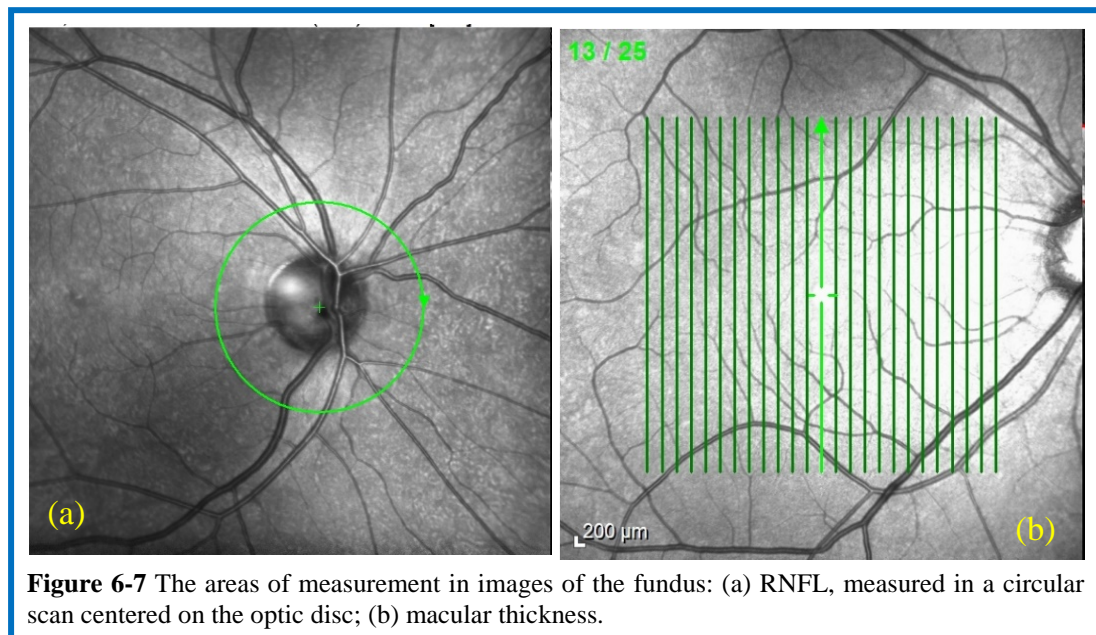 13 / 25
(a)
200 µm
(b)
Figure 6-7 The areas of measurement in images of the fundus: (a) RNFL, measured in a circular
scan centered on the optic disc; (b) macular thickness.